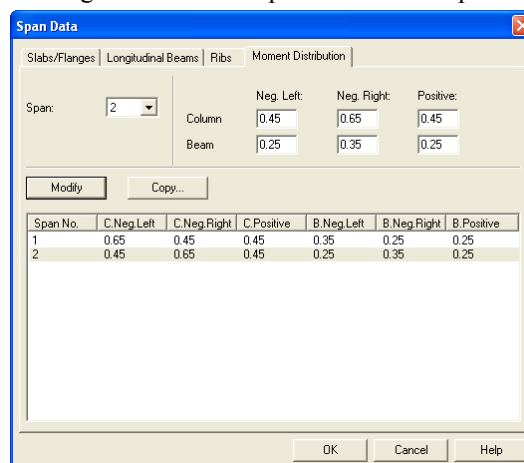 Span Data
Slabs/Flanges Longitudinal Beams Ribs Moment Distribution
Neg. Left: Neg. Right: Positive:
Span: 2
Column 0.45 0.65 0.45
Beam 0.25 0.35 0.25
Modify Copy...
Span No. C.Neg.Left C.Neg.Right C.Positive B.Neg.Left B.Neg.Right B.Positive
1 0.65 0.45 0.45 0.35 0.25 0.25
2 0.45 0.65 0.45 0.25 0.35 0.25
OK Cancel Help